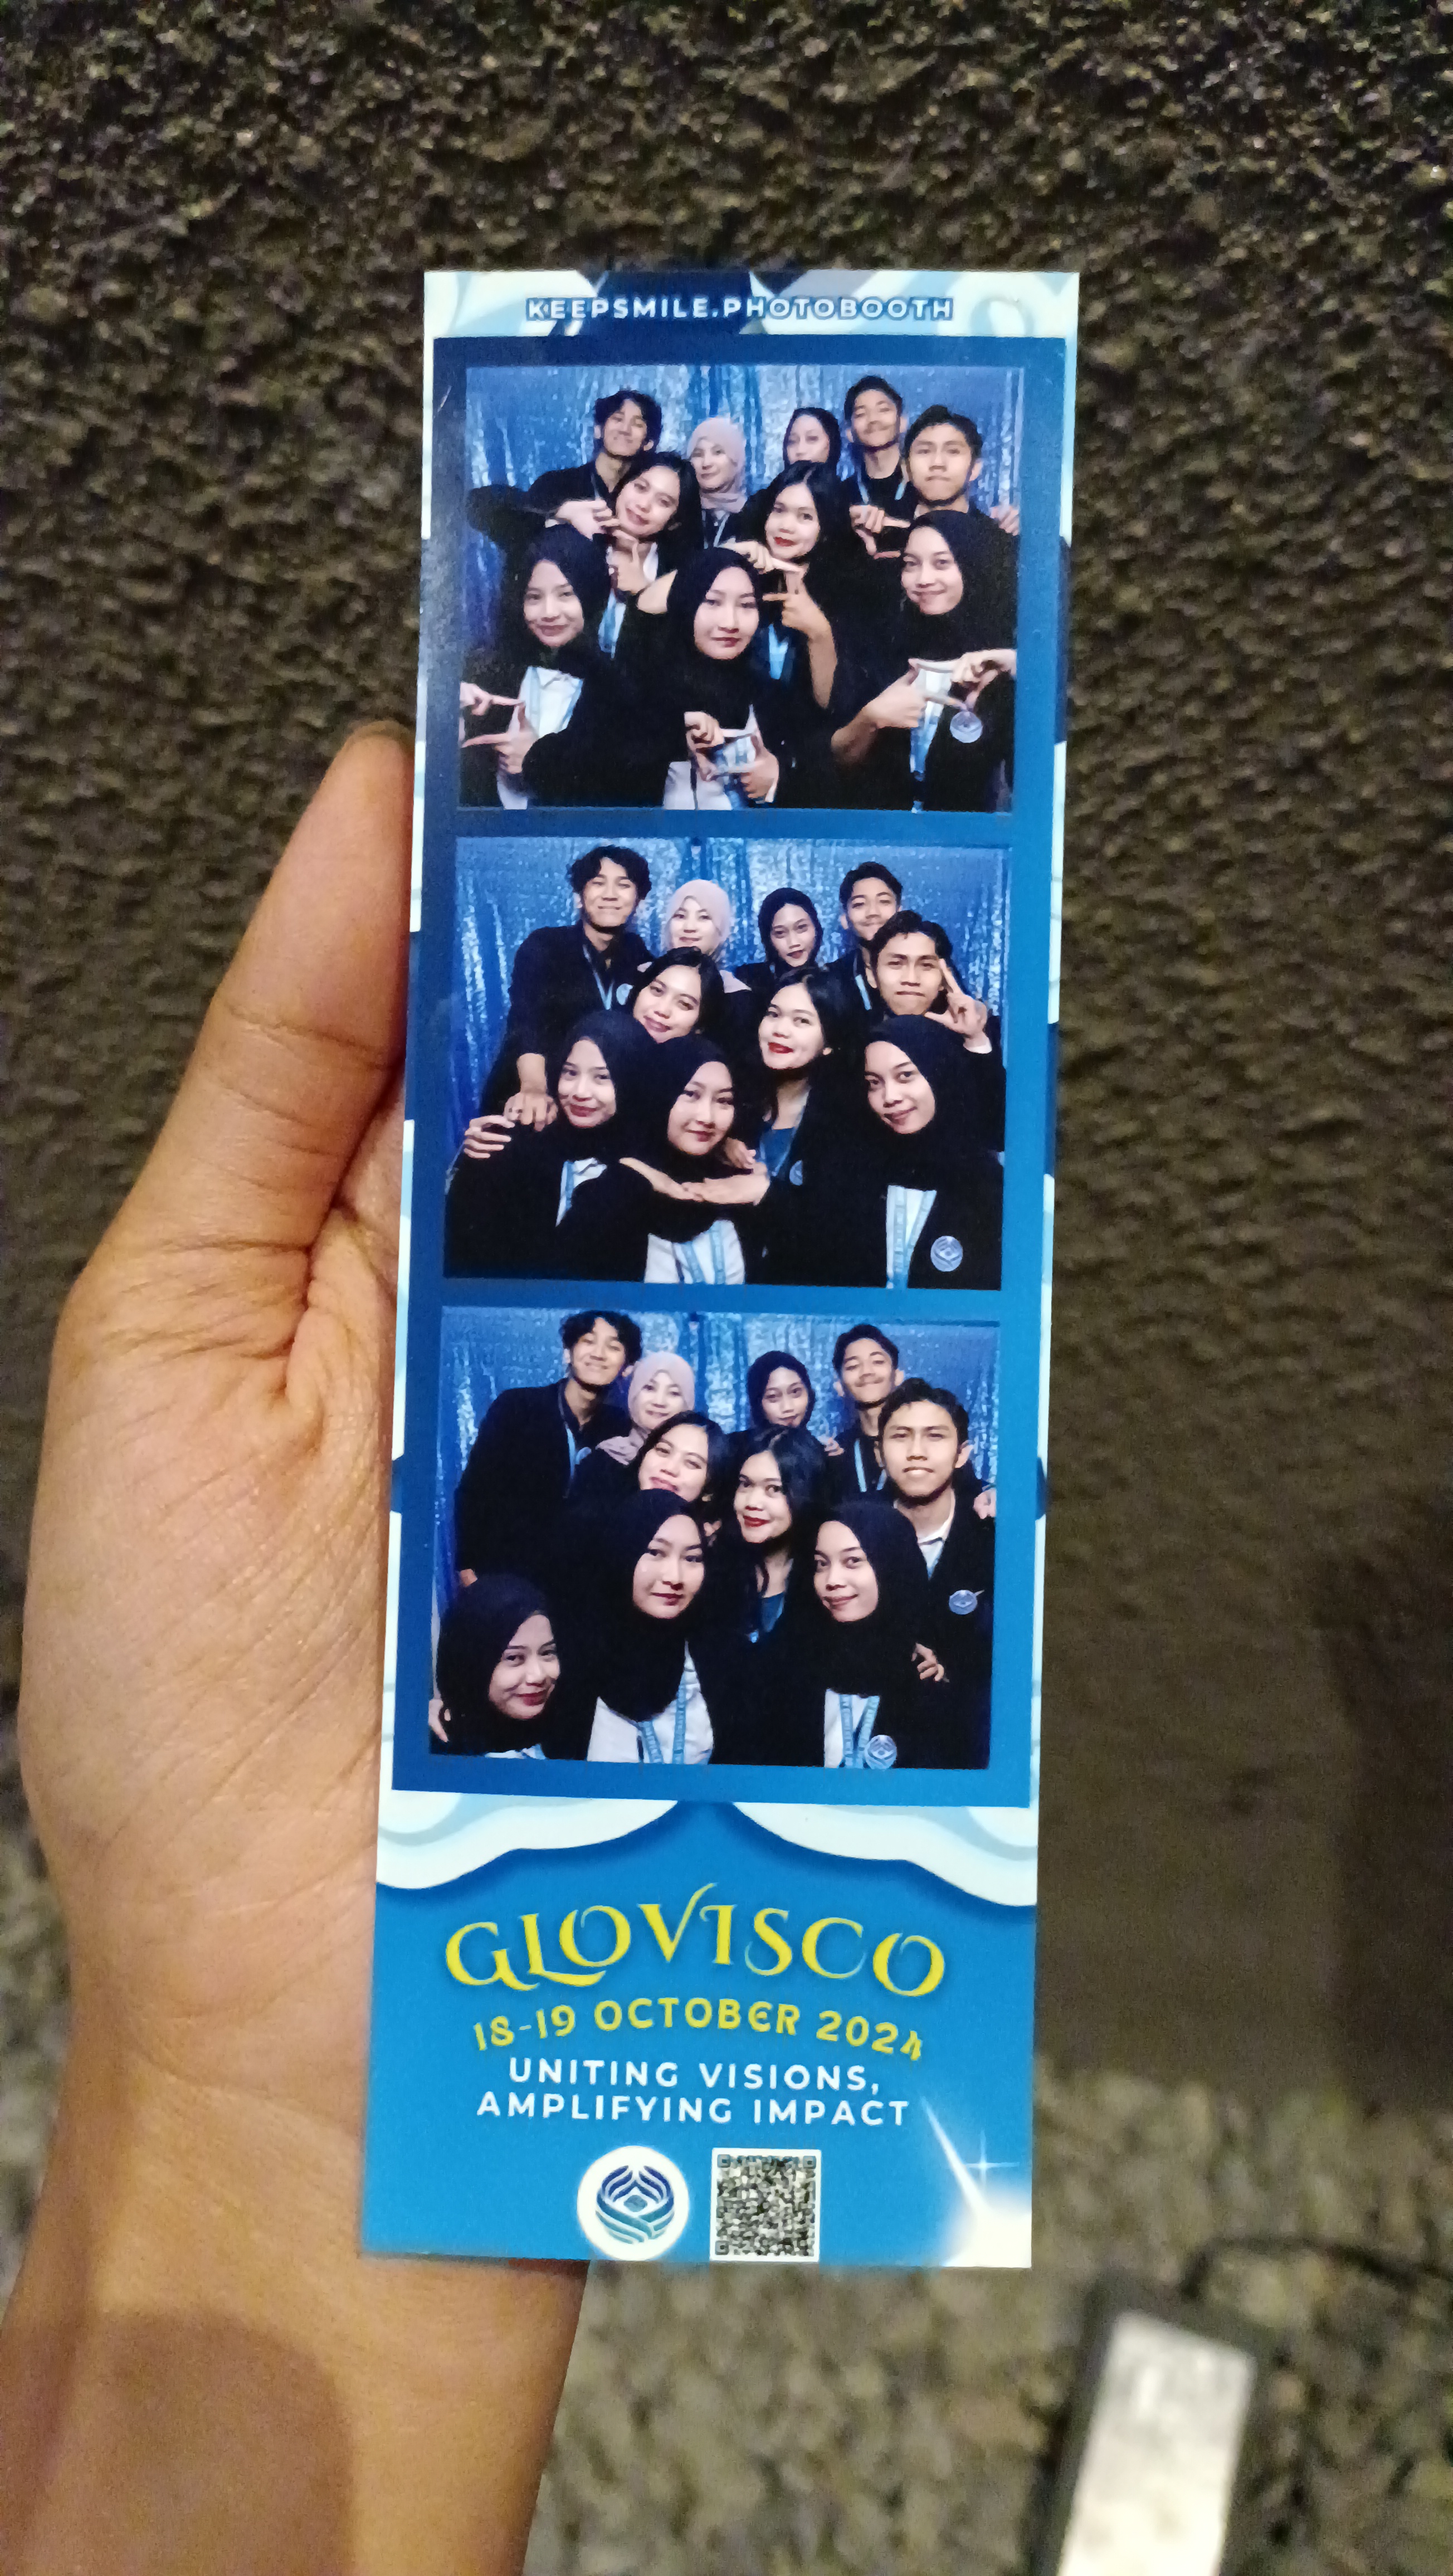 KEEPSMILE.PHOTOBOOTH
GLOVISCO
18-19 OCTOBER 2024
UNITING VISIONS,
AMPLIFYING IMPACT